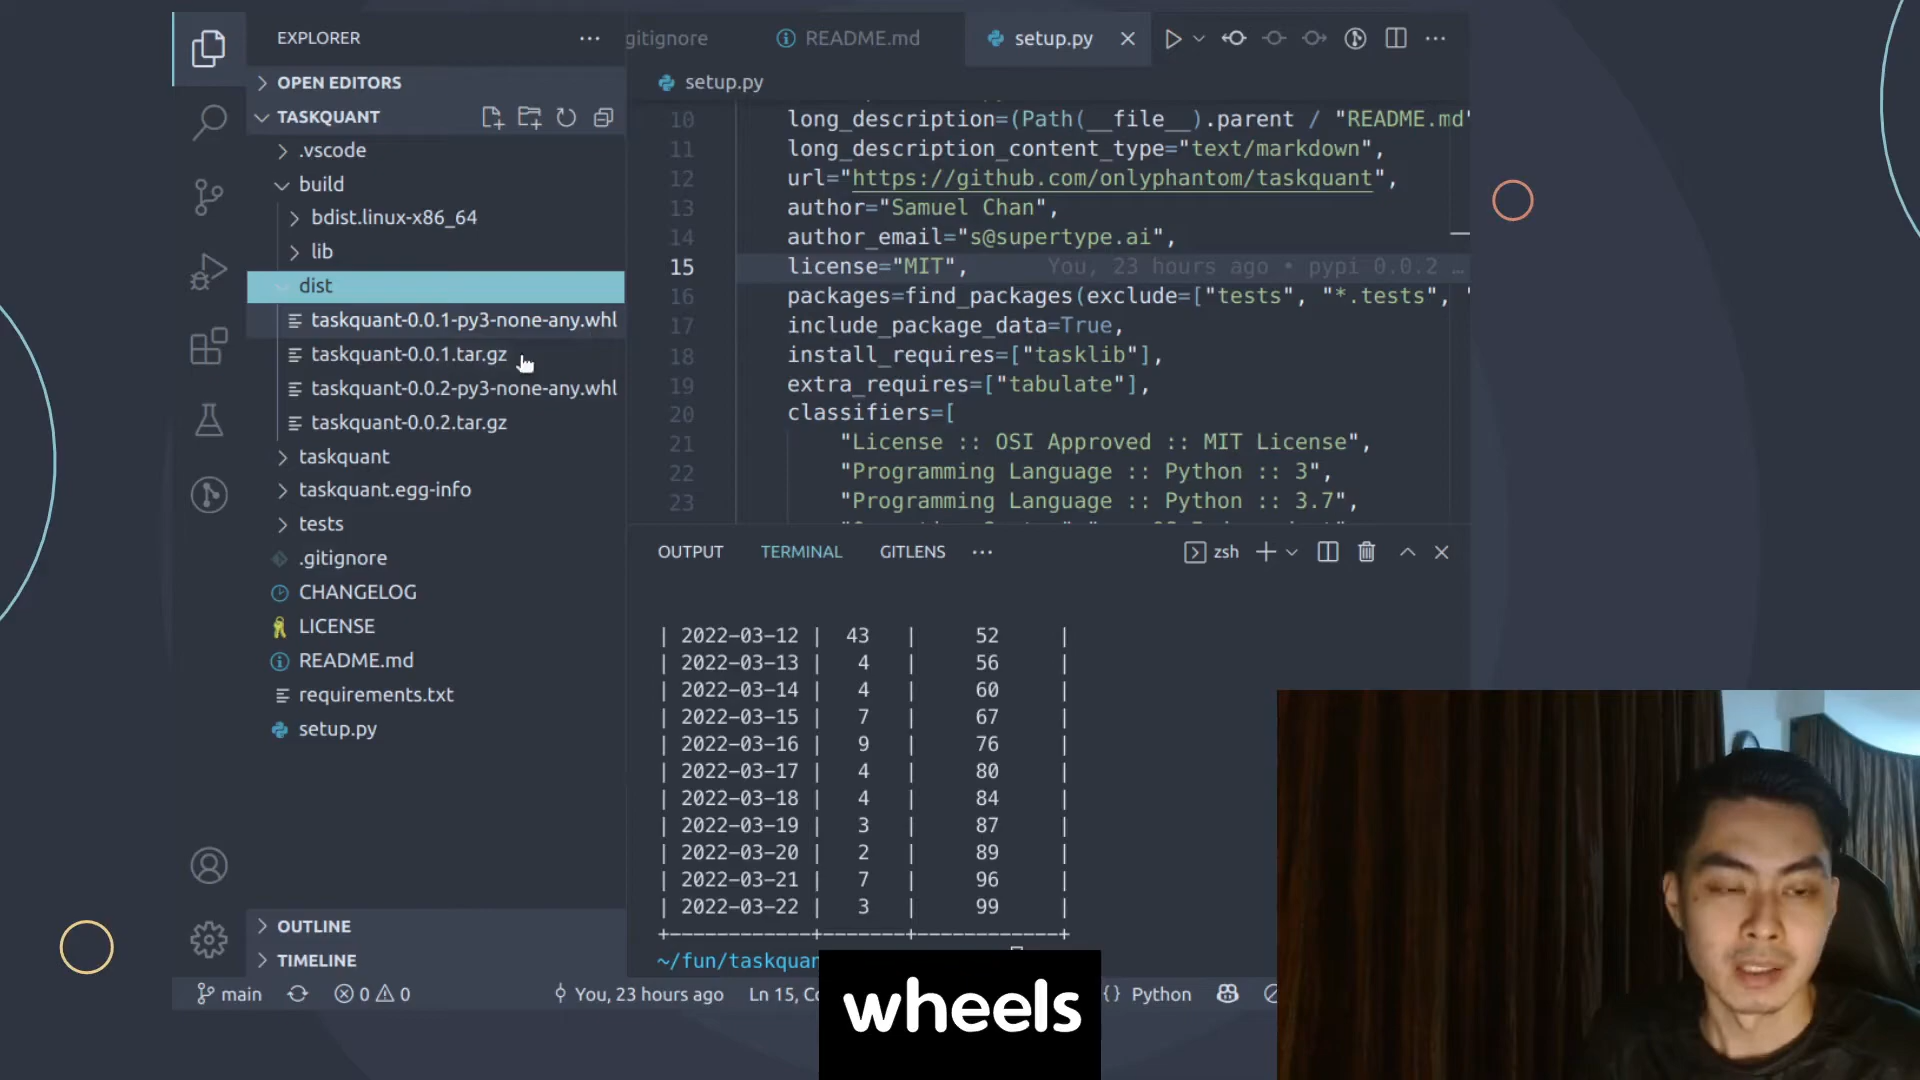 EXPLORER
OPEN EDITORS
TASKQUANT
.vscode
build
bdist.linux-x86_64
lib
dist
taskquant-0.0.1-py3-none-any.whl
taskquant-0.0.1.tar.gz
taskquant-0.0.2-py3-none-any.whl
taskquant-0.0.2.tar.gz
taskquant
taskquant.egg-info
tests
.gitignore
CHANGELOG
LICENSE
README.md
requirements.txt
setup.py
OUTLINE
TIMELINE
gitignore
README.md
setup.py
setup.py
10 long_description=(Path(__file__).parent / "README.md"
11 long_description_content_type="text/markdown",
12 url="https://github.com/onlyphantom/taskquant",
13 author="Samuel Chan",
14 author_email="s@supertype.ai",
15 license="MIT", You, 23 hours ago • pypi 0.0.2 …
16 packages=find_packages(exclude=["tests", "*.tests", "
17 include_package_data=True,
18 install_requires=["tasklib"],
19 extra_requires=["tabulate"],
20 classifiers=[
21 "License :: OSI Approved :: MIT License",
22 "Programming Language :: Python :: 3",
23 "Programming Language :: Python :: 3.7",
OUTPUT TERMINAL GITLENS zsh
| 2022-03-12 | 43 | 52 |
| 2022-03-13 | 4 | 56 |
| 2022-03-14 | 4 | 60 |
| 2022-03-15 | 7 | 67 |
| 2022-03-16 | 9 | 76 |
| 2022-03-17 | 4 | 80 |
| 2022-03-18 | 4 | 84 |
| 2022-03-19 | 3 | 87 |
| 2022-03-20 | 2 | 89 |
| 2022-03-21 | 7 | 96 |
| 2022-03-22 | 3 | 99 |
+------------+-------+------------+
~/fun/taskquan
main 0 0 You, 23 hours ago Ln 15, Co {} Python
wheels